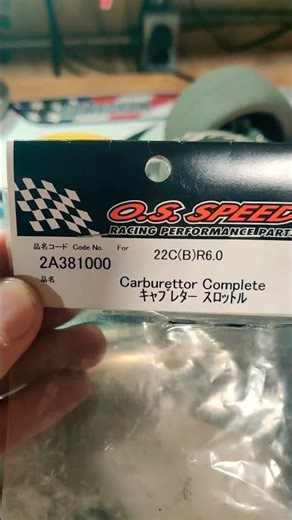 O.S. SPEED
RACING PERFORMANCE PARTS
品名コード Code No. For 22C(B)R6.0
2A381000
品名 Carburettor Complete
キャブレター スロットル